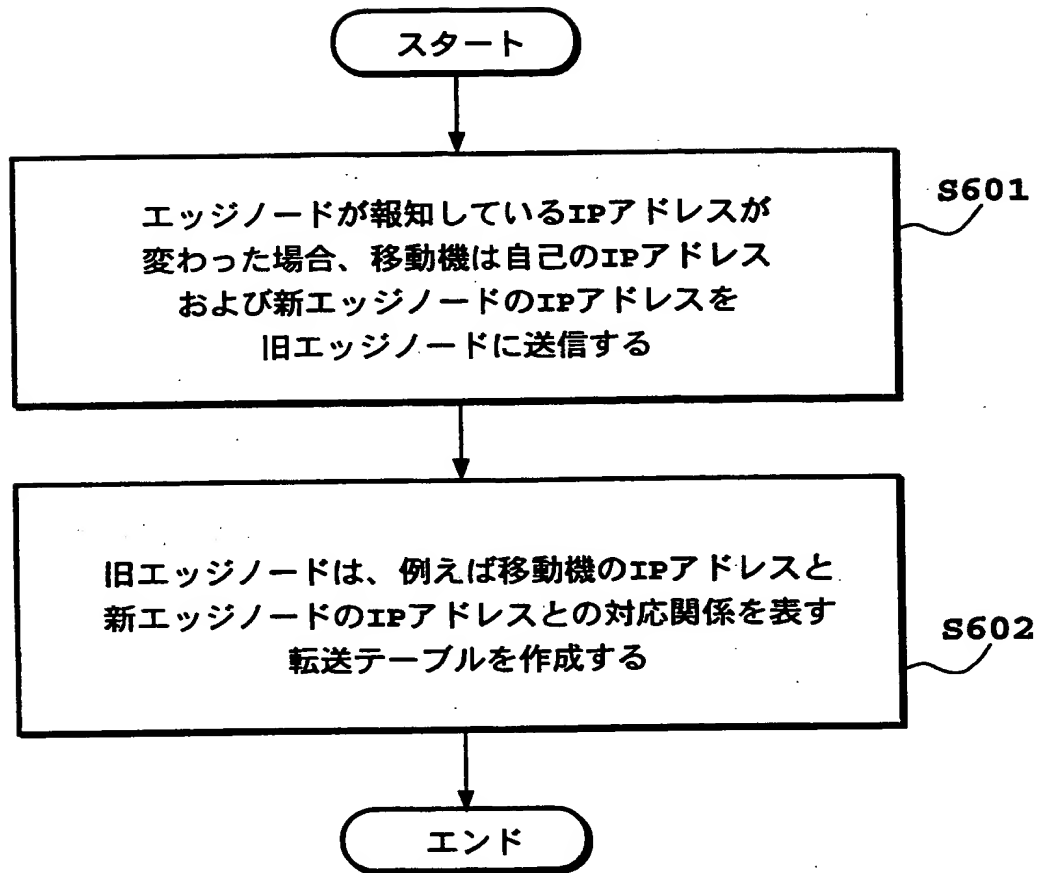 スタート
エッジノードが報知しているIPアドレスが
変わった場合、移動機は自己のIPアドレス
および新エッジノードのIPアドレスを
旧エッジノードに送信する
S601
旧エッジノードは、例えば移動機のIPアドレスと
新エッジノードのIPアドレスとの対応関係を表す
転送テーブルを作成する
S602
エンド